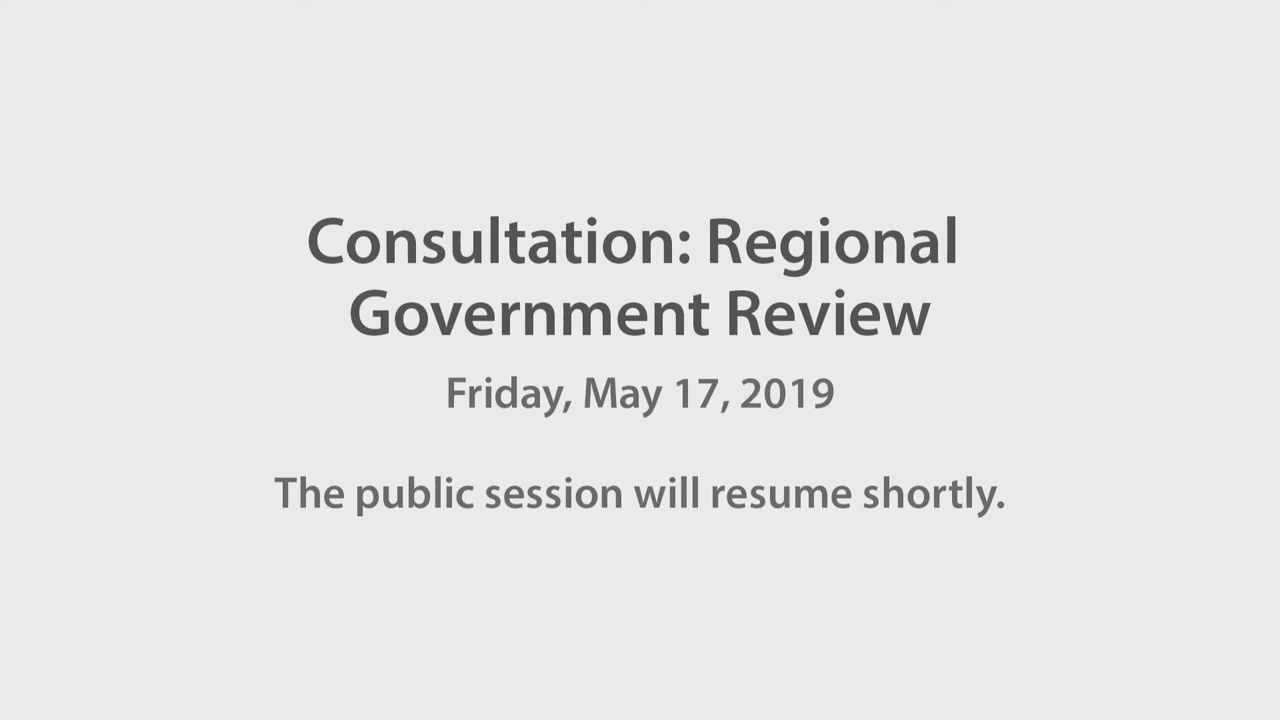 Consultation: Regional
Government Review
Friday, May 17, 2019
The public session will resume shortly.